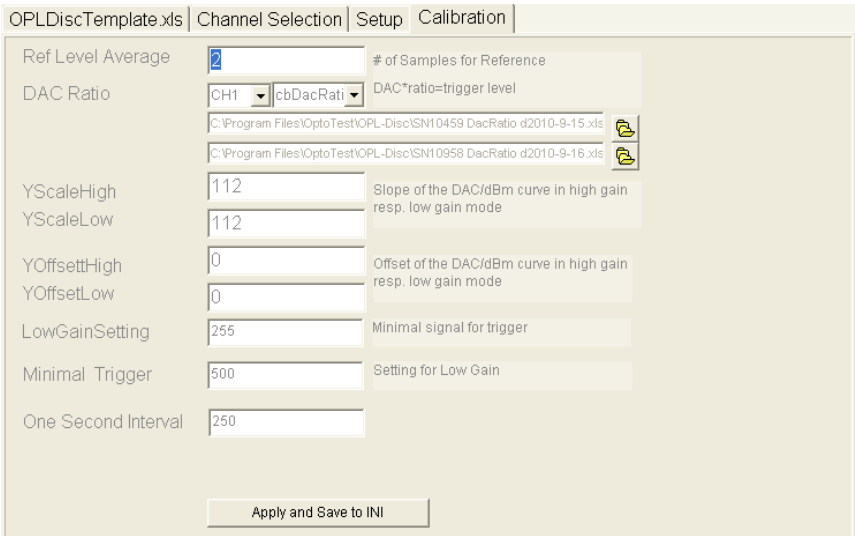 OPLDiscTemplate.xls Channel Selection Setup Calibration
Ref Level Average 2 # of Samples for Reference
DAC Ratio CH1 cbDacRati DAC*ratio=trigger level
C:\Program Files\OptoTest\OPL-Disc\SN10459 DacRatio d2010-9-15.xls
C:\Program Files\OptoTest\OPL-Disc\SN10958 DacRatio d2010-9-16.xls
YScaleHigh 112 Slope of the DAC/dBm curve in high gain
resp. low gain mode
YScaleLow 112
YOffsettHigh 0 Offset of the DAC/dBm curve in high gain
resp. low gain mode
YOffsetLow 0
LowGainSetting 255 Minimal signal for trigger
Minimal Trigger 500 Setting for Low Gain
One Second Interval 250
Apply and Save to INI